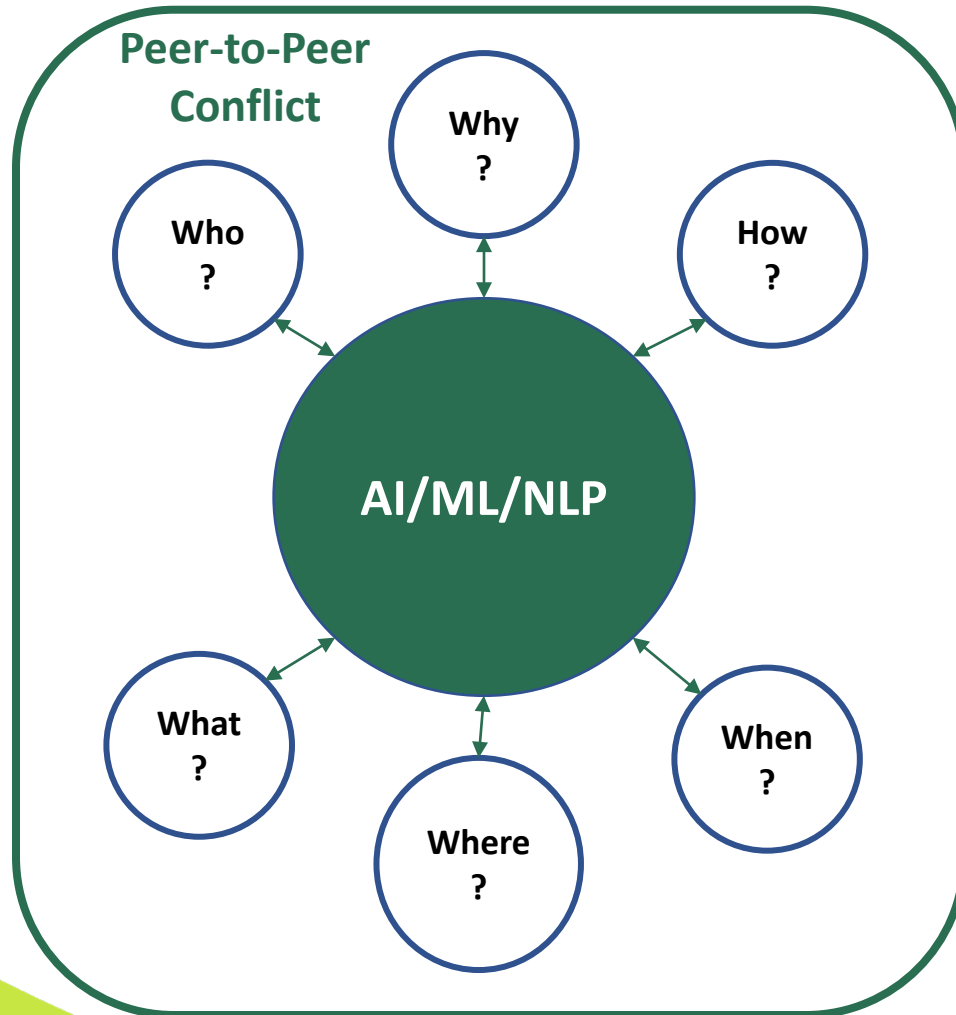 Peer-to-Peer
Conflict
Why
?
Who
?
How
?
AI/ML/NLP
What
?
When
?
Where
?